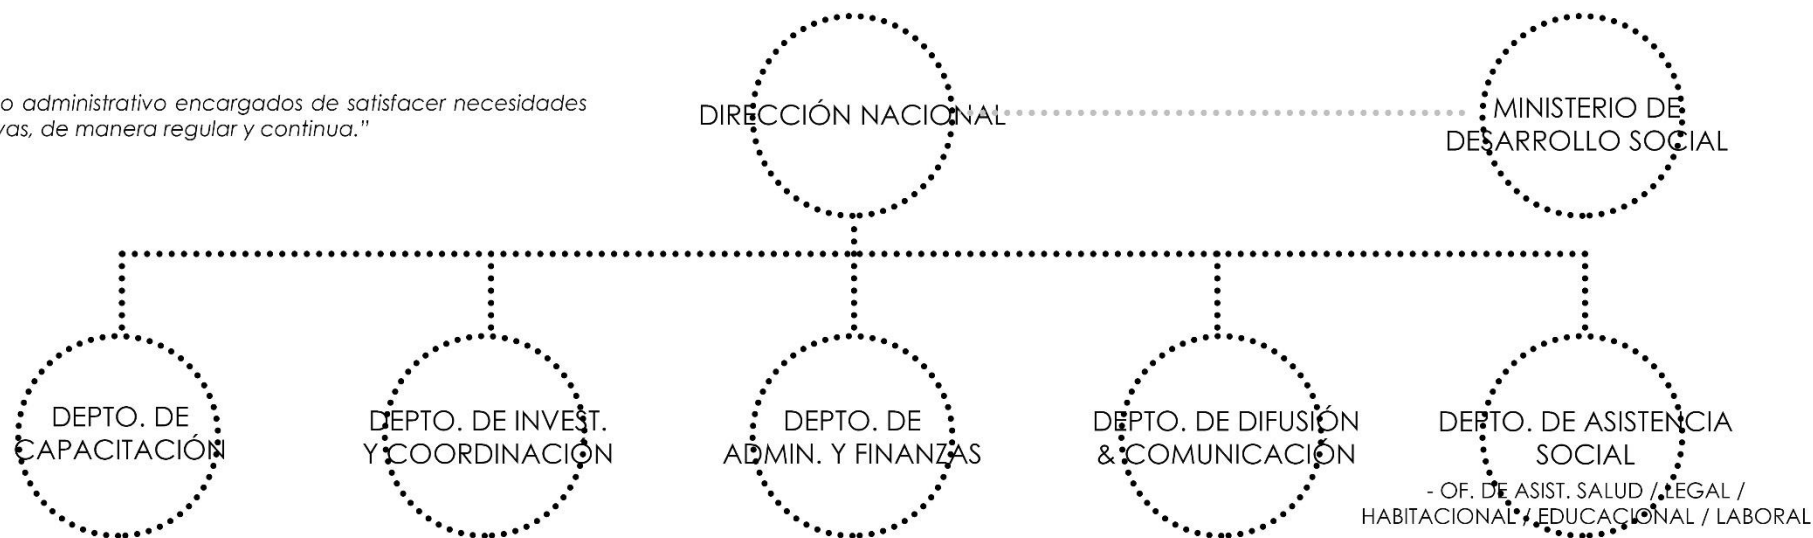 o administrativo encargados de satisfacer necesidades
vas, de manera regular y continua.”
DIRECCIÓN NACIONAL
MINISTERIO DE
DESARROLLO SOCIAL
DEPTO. DE
CAPACITACIÓN
DEPTO. DE INVEST.
Y COORDINACIÓN
DEPTO. DE
ADMIN. Y FINANZAS
DEPTO. DE DIFUSIÓN
& COMUNICACIÓN
DEPTO. DE ASISTENCIA
SOCIAL
- OF. DE ASIST. SALUD / LEGAL /
HABITACIONAL / EDUCACIONAL / LABORAL